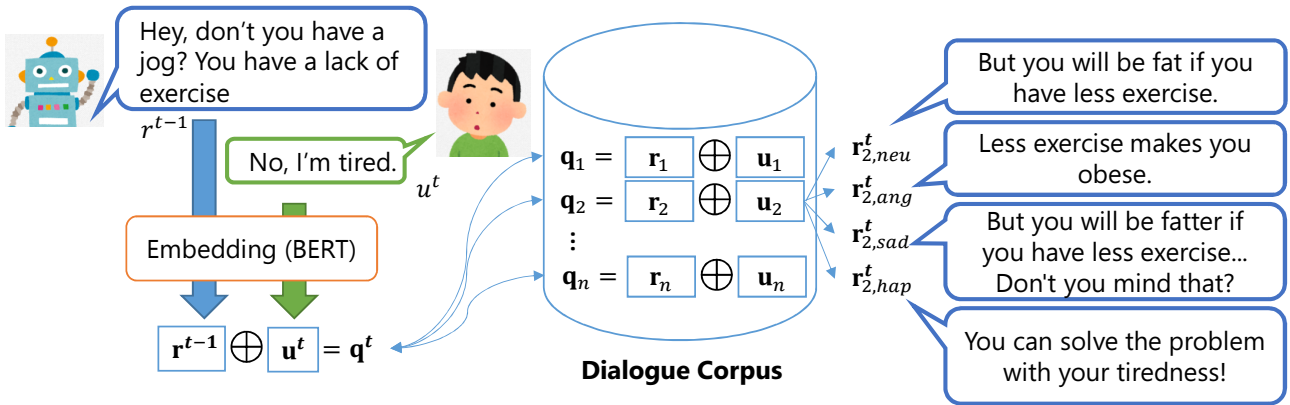 Hey, don't you have a
jog? You have a lack of
exercise
r^{t−1}
No, I'm tired.
u^t
Embedding (BERT)
r^{t−1} ⊕ u^t = q^t
q_1 = r_1 ⊕ u_1
q_2 = r_2 ⊕ u_2
⋮
q_n = r_n ⊕ u_n
Dialogue Corpus
r^t_{2,neu}
r^t_{2,ang}
r^t_{2,sad}
r^t_{2,hap}
But you will be fat if you
have less exercise.
Less exercise makes you
obese.
But you will be fatter if
you have less exercise...
Don't you mind that?
You can solve the problem
with your tiredness!